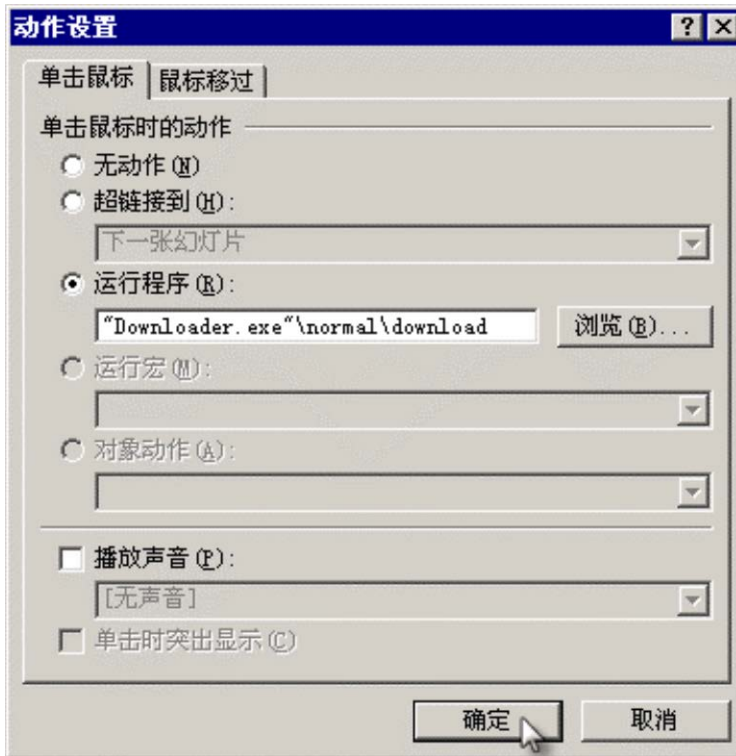 动作设置
单击鼠标 鼠标移过
单击鼠标时的动作
无动作(N)
超链接到(H):
下一张幻灯片
运行程序(R):
"Downloader.exe"\normal\download 浏览(B)...
运行宏(M):
对象动作(A):
播放声音(P):
[无声音]
单击时突出显示(C)
确定 取消